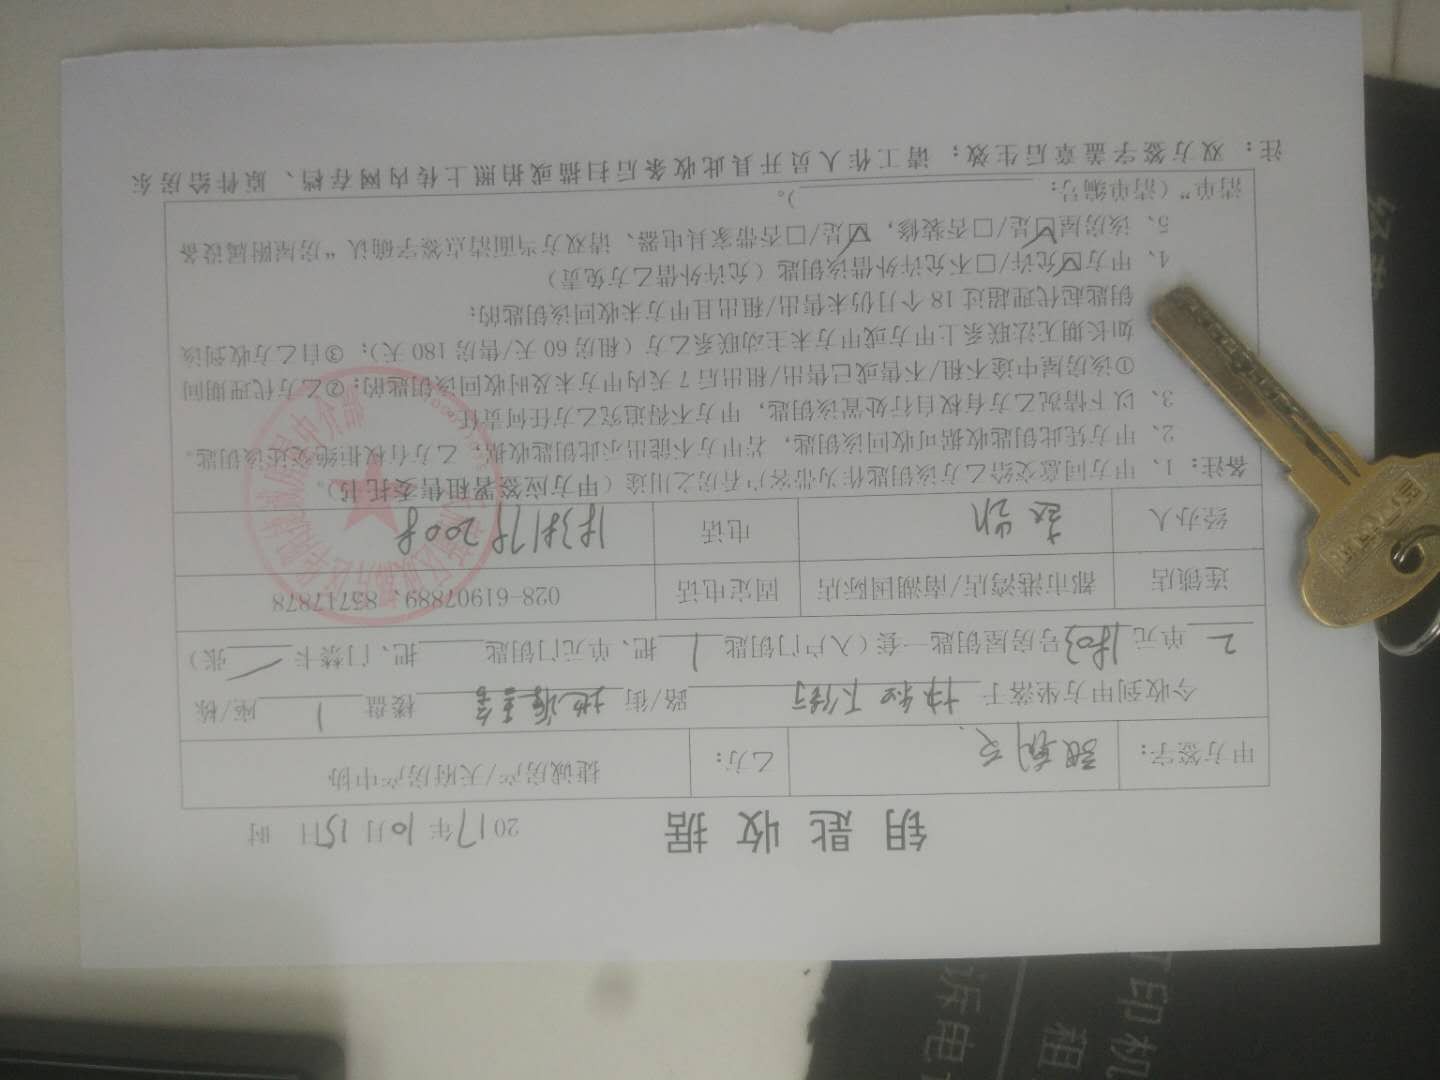 钥 匙 收 据
2017年10月15日 时
甲方签字：
乙方： 捷诚房产/天府房产中协
今收到甲方坐落于 协和下街 路/街 楼盘 1 座/栋
2 单元 1803 号房屋钥匙一套（入户门钥匙 1 把、单元门钥匙 把、门禁卡 张）
连锁店 都市港湾店/南湖国际店 固定电话 028-61907889、85717878
经办人 电话
备注：1、甲方同意交给乙方该钥匙作为带客户看房之用途（甲方应签署租售委托书）。
2、甲方凭此钥匙收据可收回该钥匙，若甲方不能出示此钥匙收据，乙方有权拒绝交还该钥匙。
3、以下情况乙方有权自行处置该钥匙，甲方不得追究乙方任何责任
①该房屋中途不租/不售或已售出/租出后7天内甲方未及时收回该钥匙的；②乙方代理期间
如长期无法联系上甲方或甲方未主动联系乙方（租房60天/售房180天）；③自乙方收到该
钥匙起代理超过18个月仍未售出/租出且甲方未收回该钥匙的；
4、甲方☑允许/□不允许外借该钥匙（允许外借乙方免责）
5、该房屋☑是/□否装修，☑是/□否带家具电器、请双方当面清点签字确认“房屋附属设备
清单”（清单编号： ）。
注：双方签字盖章后生效；请工作人员开具此收条后扫描或拍照上传内网存档、原件给房东
印机
租
诉电